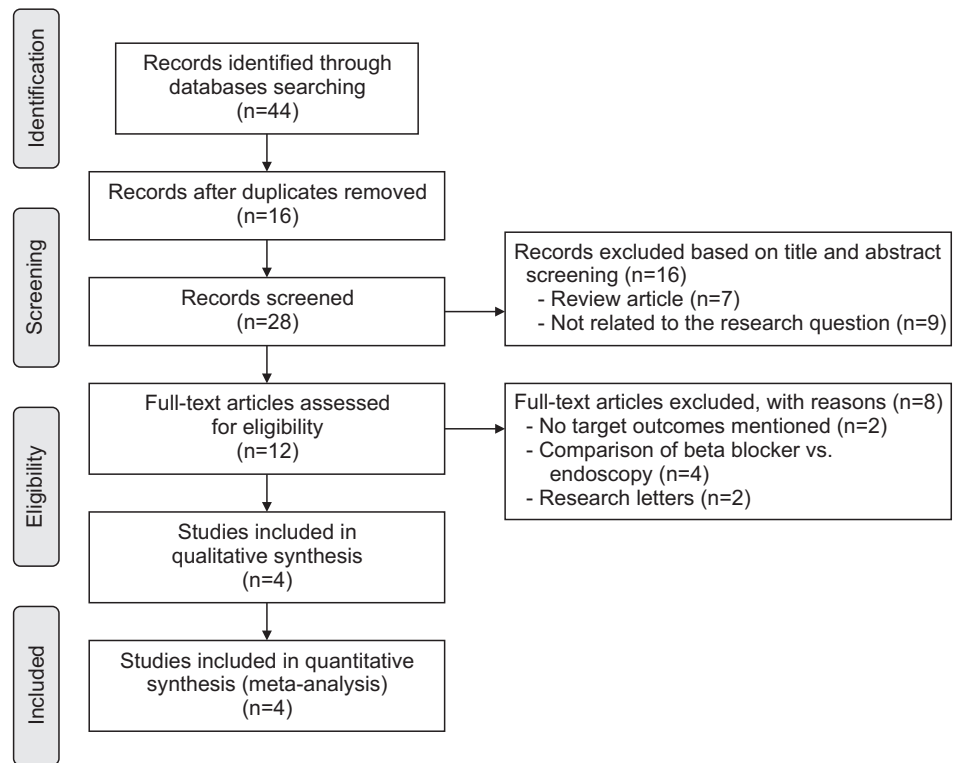 Identification
Records identified through
databases searching
(n=44)
Records after duplicates removed
(n=16)
Screening
Records screened
(n=28)
Records excluded based on title and abstract
screening (n=16)
- Review article (n=7)
- Not related to the research question (n=9)
Eligibility
Full-text articles assessed
for eligibility
(n=12)
Full-text articles excluded, with reasons (n=8)
- No target outcomes mentioned (n=2)
- Comparison of beta blocker vs.
endoscopy (n=4)
- Research letters (n=2)
Studies included in
qualitative synthesis
(n=4)
Included
Studies included in quantitative
synthesis (meta-analysis)
(n=4)